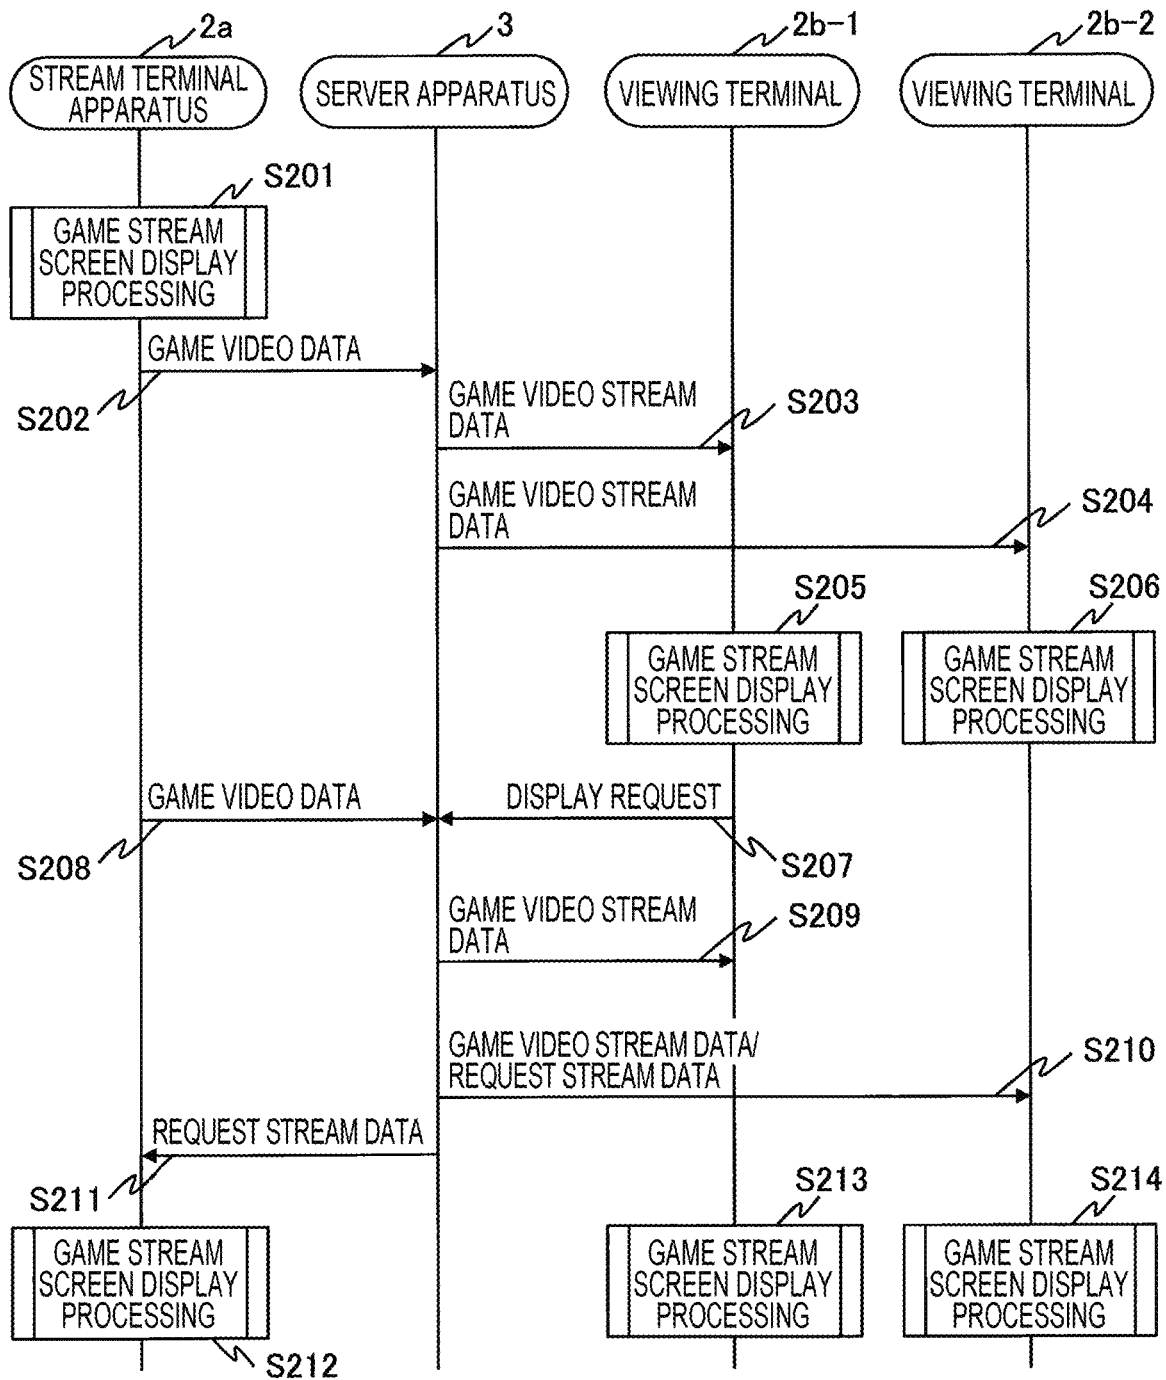 2a
3
2b-1
2b-2
STREAM TERMINAL
APPARATUS
SERVER APPARATUS
VIEWING TERMINAL
VIEWING TERMINAL
S201
GAME STREAM
SCREEN DISPLAY
PROCESSING
GAME VIDEO DATA
S202
GAME VIDEO STREAM
DATA
S203
GAME VIDEO STREAM
DATA
S204
S205
S206
GAME STREAM
SCREEN DISPLAY
PROCESSING
GAME STREAM
SCREEN DISPLAY
PROCESSING
GAME VIDEO DATA
DISPLAY REQUEST
S208
S207
GAME VIDEO STREAM
DATA
S209
GAME VIDEO STREAM DATA/
REQUEST STREAM DATA
S210
REQUEST STREAM DATA
S211
S213
S214
GAME STREAM
SCREEN DISPLAY
PROCESSING
GAME STREAM
SCREEN DISPLAY
PROCESSING
GAME STREAM
SCREEN DISPLAY
PROCESSING
S212